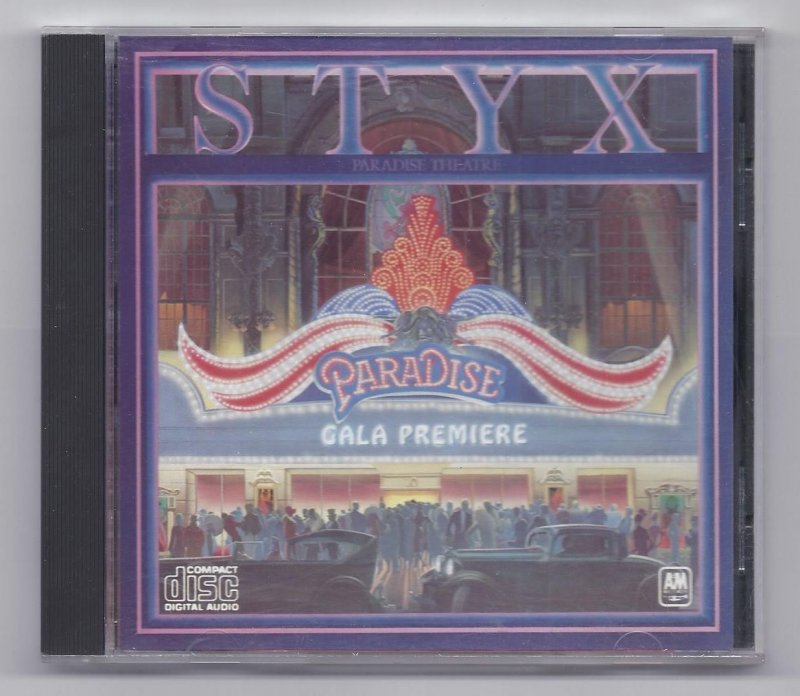 STYX
PARADISE THEATRE
PARADISE
GALA PREMIERE
COMPACT
disc
DIGITAL AUDIO
A&M